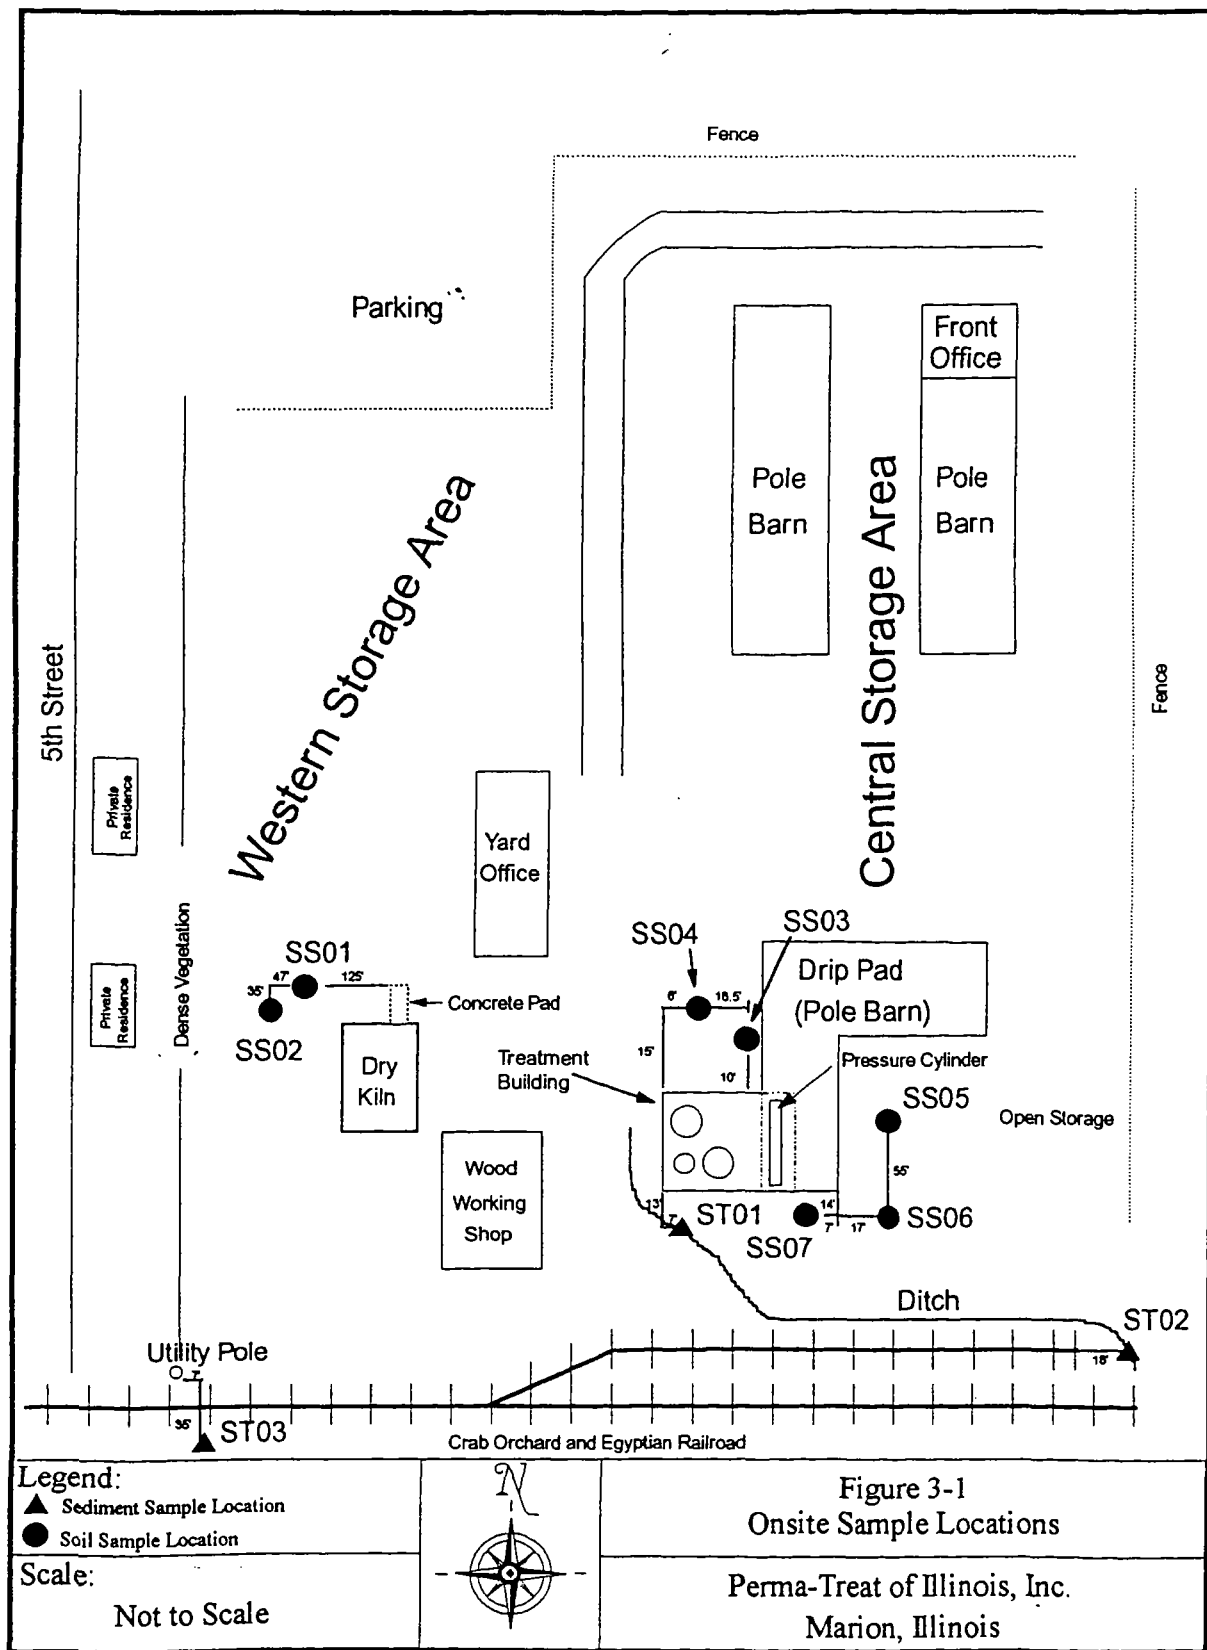 Fence
Parking
Front
Office
Pole
Barn
Pole
Barn
Western Storage Area
Central Storage Area
5th Street
Fence
Private
Residence
Yard
Office
Dense Vegetation
Private
Residence
SS01
47'
125'
35'
SS02
Concrete Pad
Dry
Kiln
SS04
SS03
6'
16.5'
Drip Pad
(Pole Barn)
15'
10'
Treatment
Building
Pressure Cylinder
SS05
Open Storage
55'
Wood
Working
Shop
13'
7'
ST01
14'
7'
17'
SS07
SS06
Ditch
ST02
18'
Utility Pole
35'
ST03
Crab Orchard and Egyptian Railroad
Legend:
Sediment Sample Location
Soil Sample Location
Scale:
Not to Scale
N
Figure 3-1
Onsite Sample Locations
Perma-Treat of Illinois, Inc.
Marion, Illinois